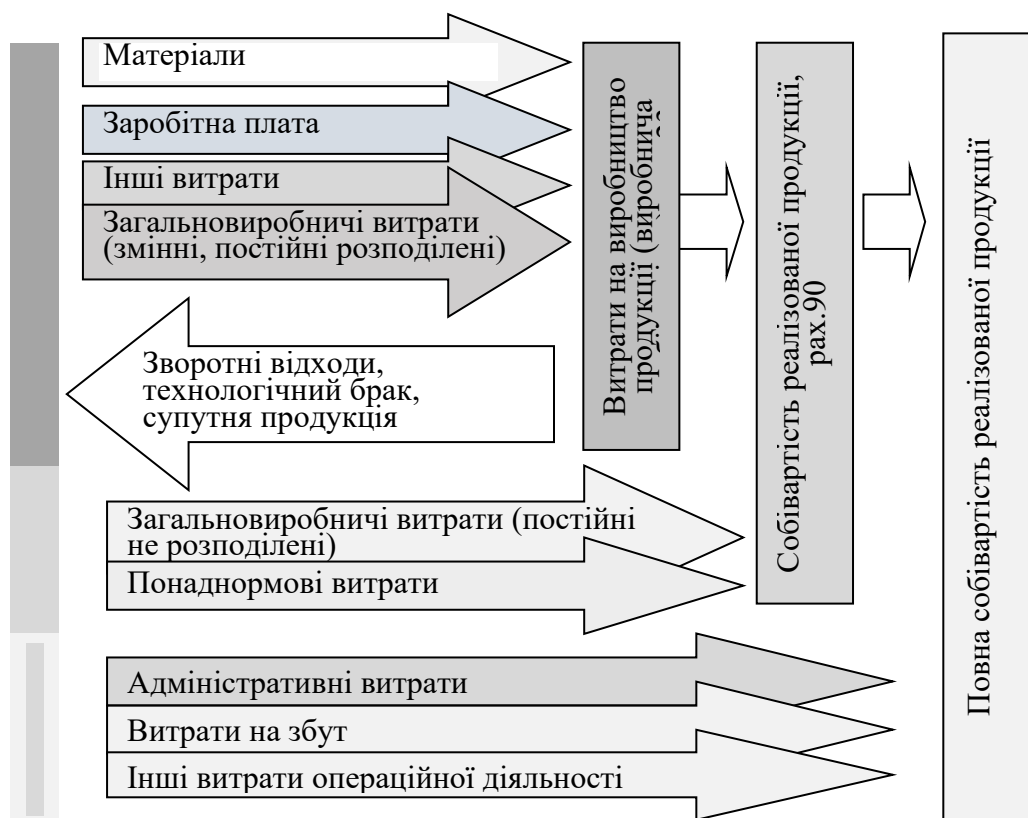 Матеріали
Заробітна плата
Інші витрати
Загальновиробничі витрати
(змінні, постійні розподілені)
Зворотні відходи,
технологічний брак,
супутня продукція
Витрати на виробництво
продукції (виробнича
Собівартість реалізованої продукції,
рах.90
Повна собівартість реалізованої продукції
Загальновиробничі витрати (постійні
не розподілені)
Понаднормові витрати
Адміністративні витрати
Витрати на збут
Інші витрати операційної діяльності